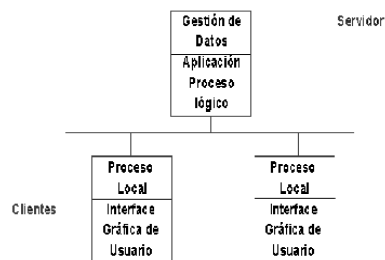 Gestión de
Datos
Servidor
Aplicación
Proceso
lógico
Proceso
Local
Proceso
Local
Clientes
Interface
Gráfica de
Usuario
Interface
Gráfica de
Usuario